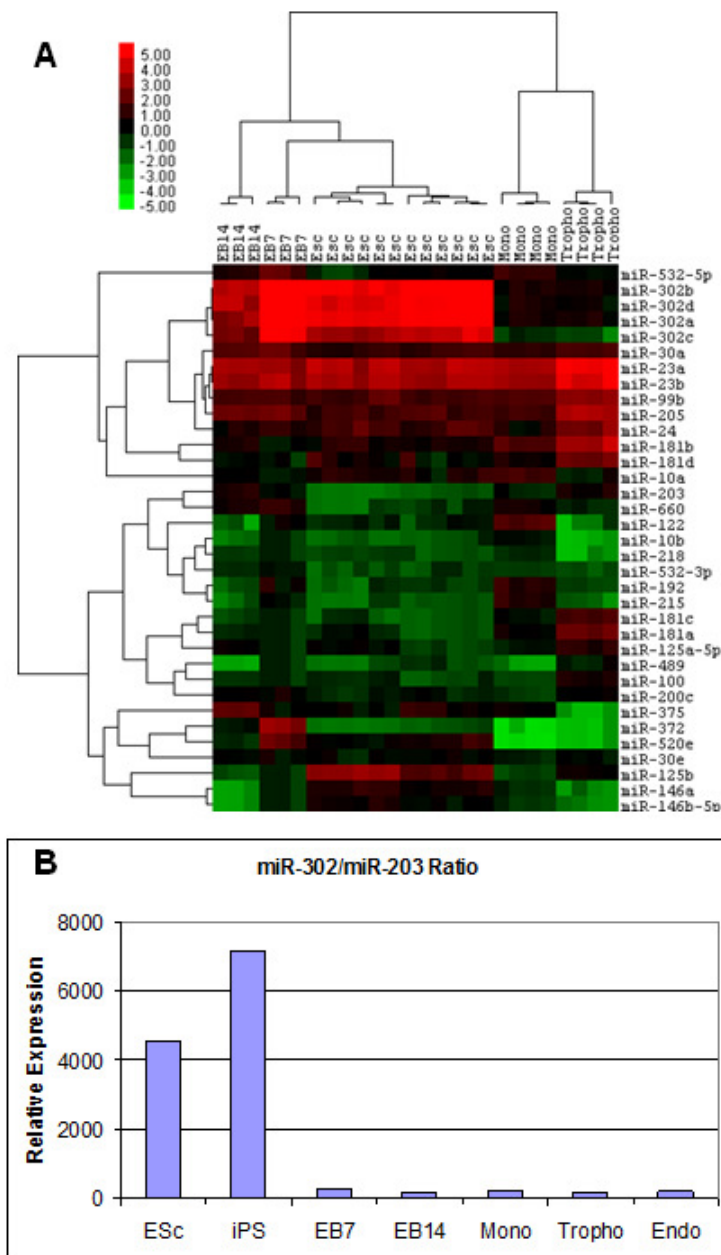 A
5.00
4.00
3.00
2.00
1.00
0.00
-1.00
-3.00
-4.00
-5.00
EB14
EB14
EB14
EB7
EB7
EB7
Esc
Esc
Esc
Esc
Esc
Esc
Esc
Esc
Esc
Esc
Esc
Esc
Mono
Mono
Mono
Mono
Tropho
Tropho
Tropho
Tropho
miR-532-5p
miR-302b
miR-302d
miR-302a
miR-302c
miR-30a
miR-23a
miR-23b
miR-99b
miR-205
miR-24
miR-181b
miR-181d
miR-10a
miR-203
miR-660
miR-122
miR-10b
miR-218
miR-532-3p
miR-192
miR-215
miR-181c
miR-181a
miR-125a-5p
miR-489
miR-100
miR-200c
miR-375
miR-372
miR-520e
miR-30e
miR-125b
miR-146a
miR-146b-5p
B
miR-302/miR-203 Ratio
Relative Expression
8000
6000
4000
2000
0
ESc iPS EB7 EB14 Mono Tropho Endo